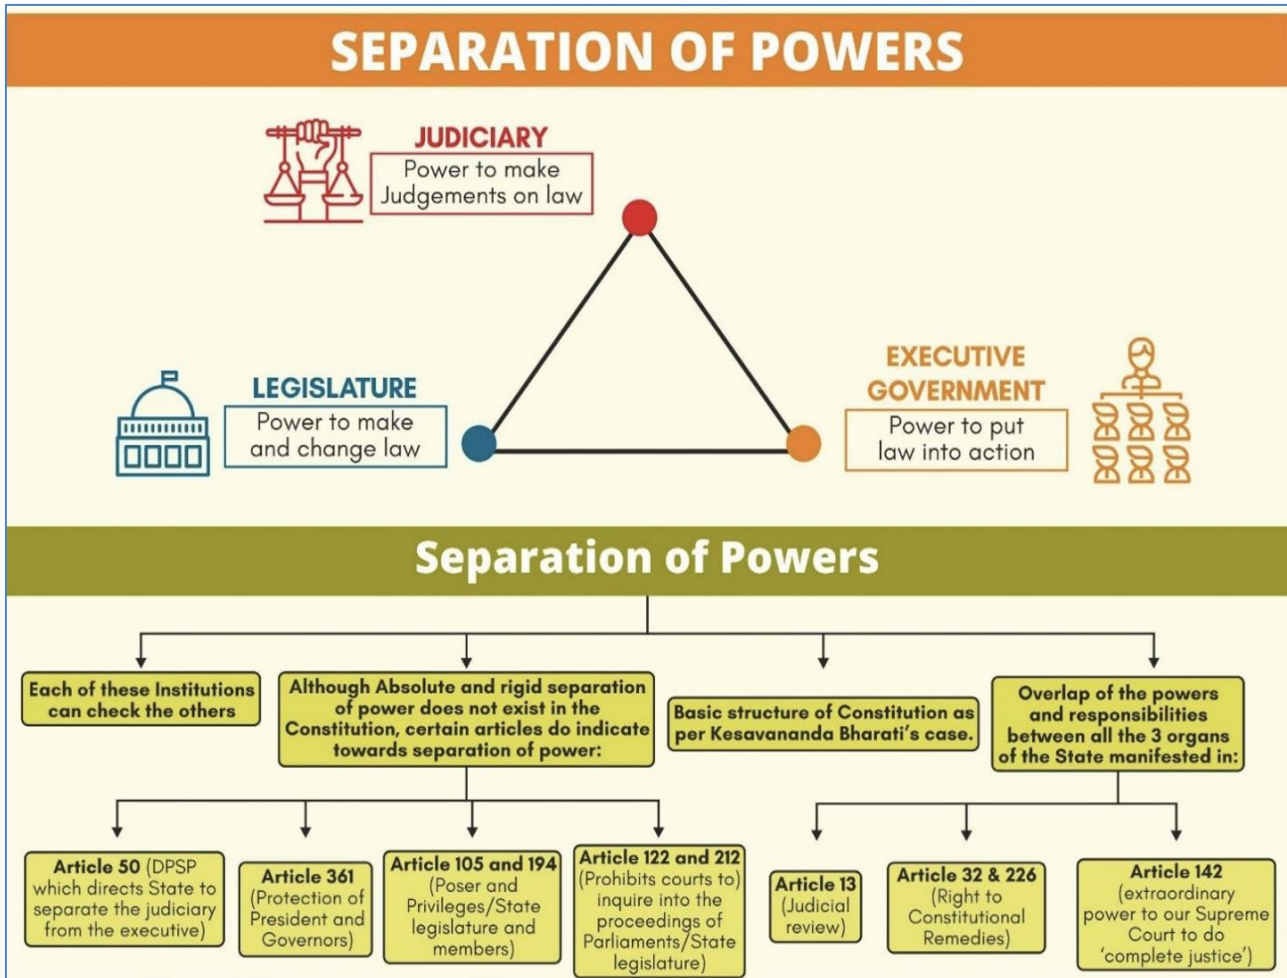 SEPARATION OF POWERS
JUDICIARY
Power to make
Judgements on law
LEGISLATURE
Power to make
and change law
EXECUTIVE
GOVERNMENT
Power to put
law into action
Separation of Powers
Each of these Institutions
can check the others
Although Absolute and rigid separation
of power does not exist in the
Constitution, certain articles do indicate
towards separation of power:
Basic structure of Constitution as
per Kesavananda Bharati's case.
Overlap of the powers
and responsibilities
between all the 3 organs
of the State manifested in:
Article 50 (DPSP
which directs State to
separate the judiciary
from the executive)
Article 361
(Protection of
President and
Governors)
Article 105 and 194
(Poser and
Privileges/State
legislature and
members)
Article 122 and 212
(Prohibits courts to)
inquire into the
proceedings of
Parliaments/State
legislature)
Article 13
(Judicial
review)
Article 32 & 226
(Right to
Constitutional
Remedies)
Article 142
(extraordinary
power to our Supreme
Court to do
'complete justice')